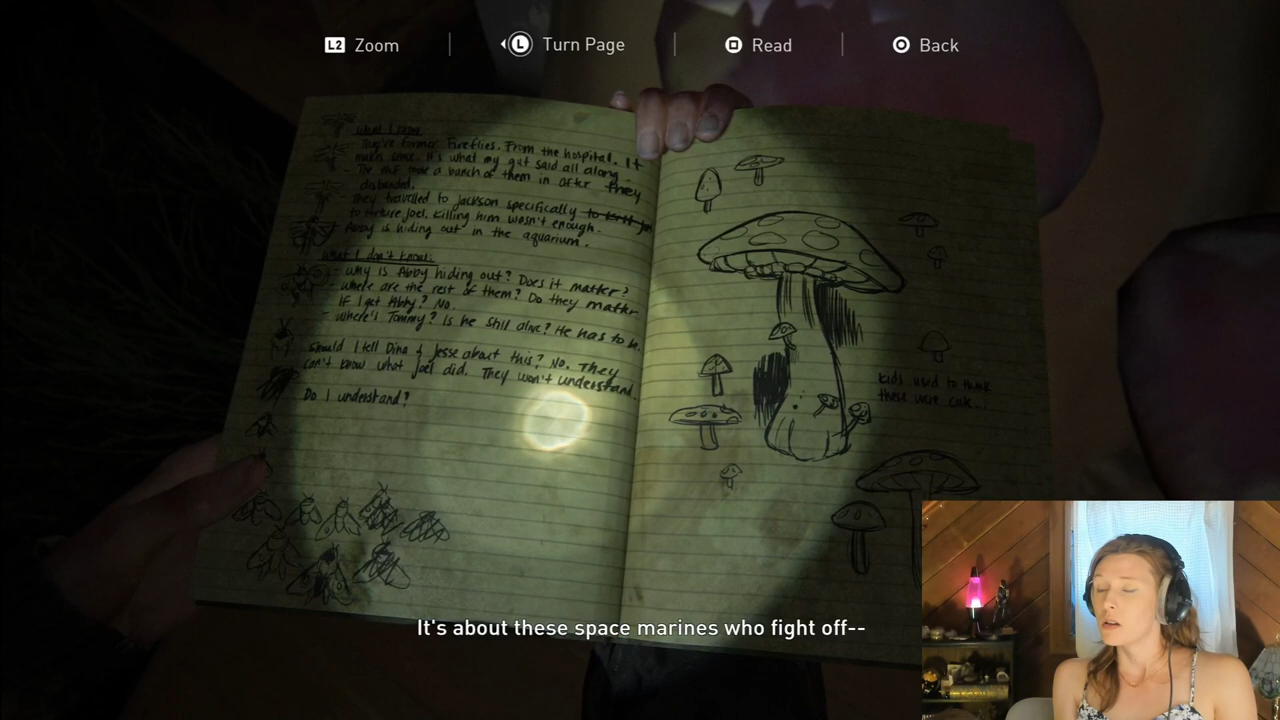 L2 Zoom
L Turn Page
Read
Back
What I know
- They're former Fireflies. From the hospital. It
makes sense. It's what my gut said all along
- The WLF took a bunch of them in after they
disbanded.
- They travelled to Jackson specifically to
to torture Joel. Killing him wasn't enough.
- Abby is hiding out in the aquarium.
What I don't know:
- Why is Abby hiding out? Does it matter?
- Where are the rest of them? Do they matter
if I get Abby? No.
- Where's Tommy? Is he still alive? He has to be.
Should I tell Dina & Jesse about this? No. They
can't know what Joel did. They won't understand.
Do I understand?
kids used to think
these were cute...
It's about these space marines who fight off--